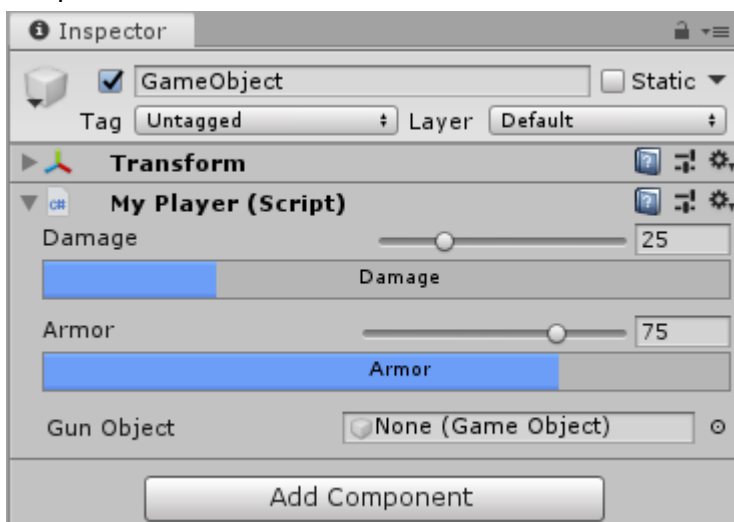 Inspector
GameObject Static
Tag Untagged Layer Default
Transform
C# My Player (Script)
Damage 25
Damage
Armor 75
Armor
Gun Object None (Game Object)
Add Component